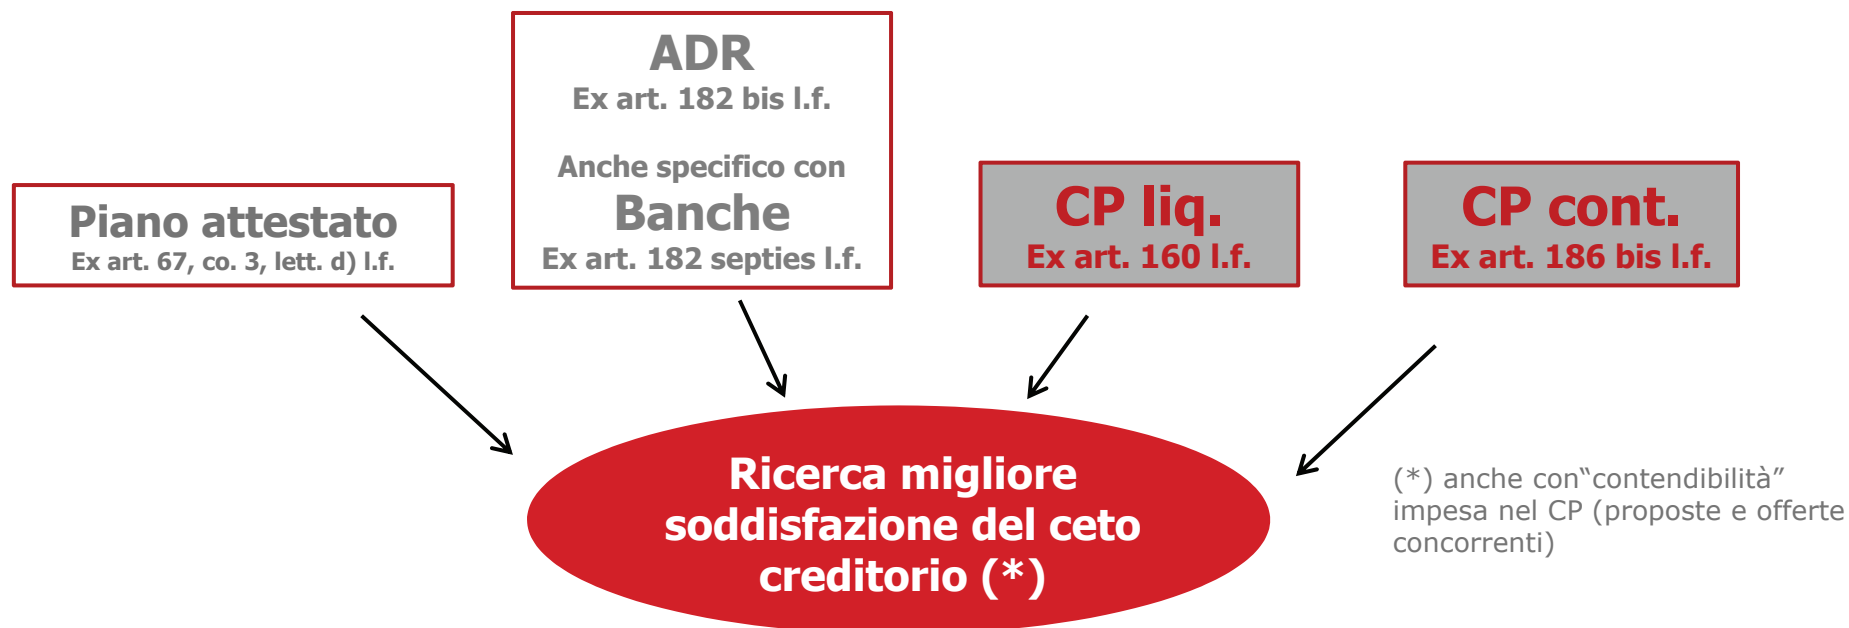 Piano attestato
Ex art. 67, co. 3, lett. d) l.f.
ADR
Ex art. 182 bis l.f.
Anche specifico con
Banche
Ex art. 182 septies l.f.
CP liq.
Ex art. 160 l.f.
CP cont.
Ex art. 186 bis l.f.
Ricerca migliore
soddisfazione del ceto
creditorio (*)
(*) anche con“contendibilità”
impesa nel CP (proposte e offerte
concorrenti)